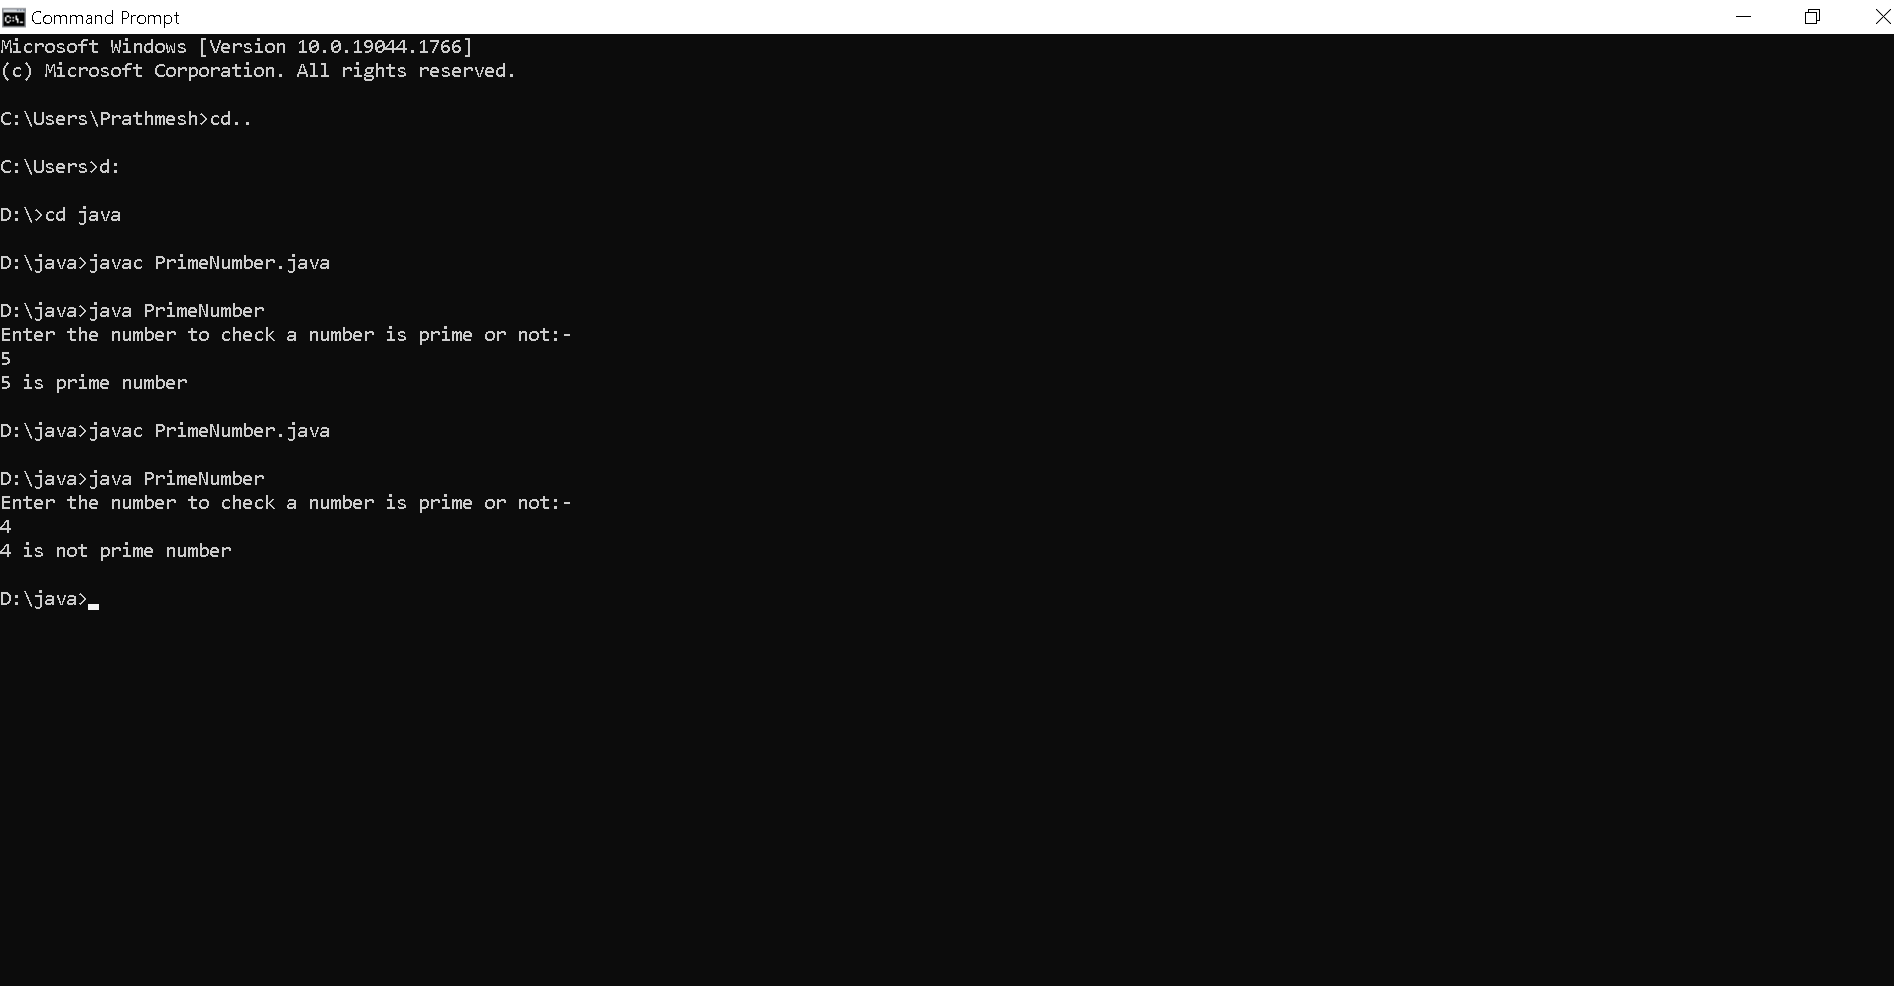 Command Prompt
Microsoft Windows [Version 10.0.19044.1766]
(c) Microsoft Corporation. All rights reserved.
C:\Users\Prathmesh>cd..
C:\Users>d:
D:\>cd java
D:\java>javac PrimeNumber.java
D:\java>java PrimeNumber
Enter the number to check a number is prime or not:-
5
5 is prime number
D:\java>javac PrimeNumber.java
D:\java>java PrimeNumber
Enter the number to check a number is prime or not:-
4
4 is not prime number
D:\java>